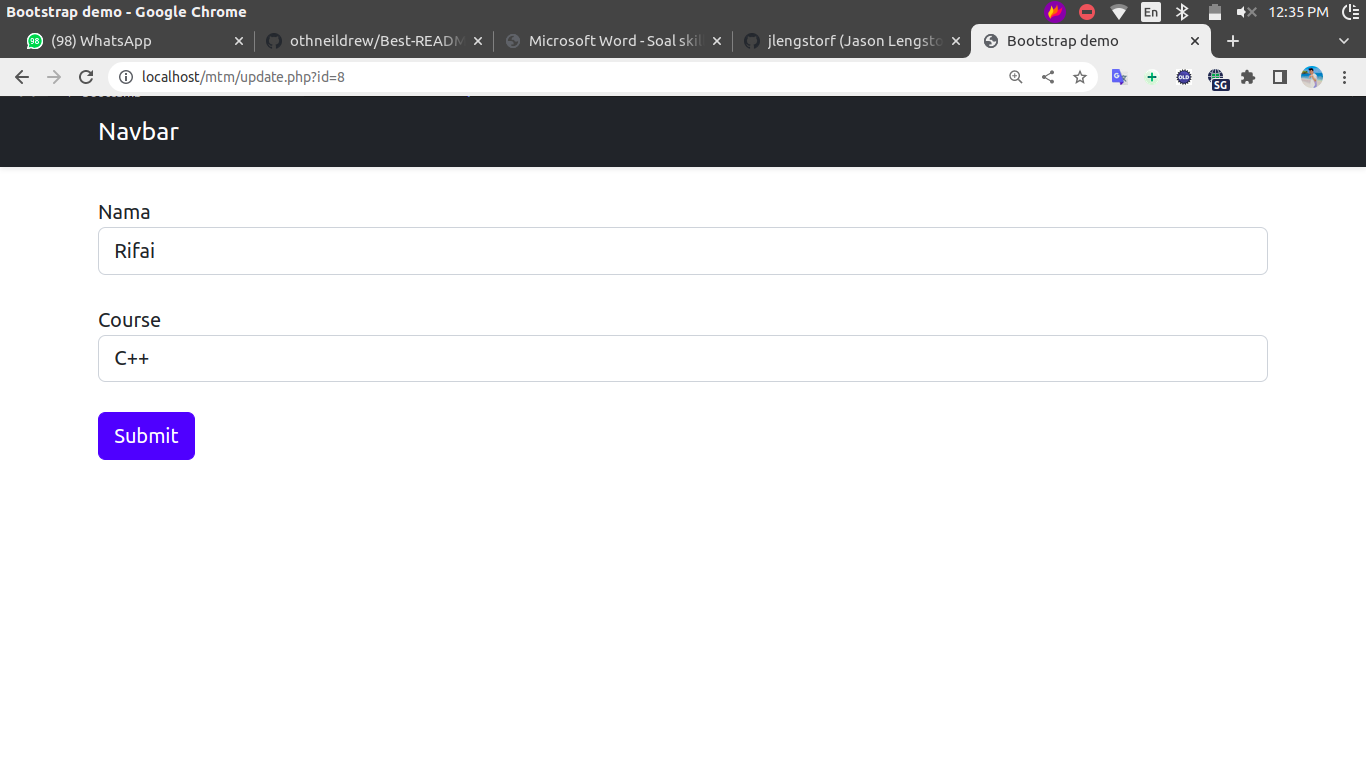 Bootstrap demo - Google Chrome
En
12:35 PM
98
(98) WhatsApp
othneildrew/Best-READM
Microsoft Word - Soal skil
jlengstorf (Jason Lengsto
Bootstrap demo
localhost/mtm/update.php?id=8
G
OLD
SG
Navbar
Nama
Rifai
Course
C++
Submit